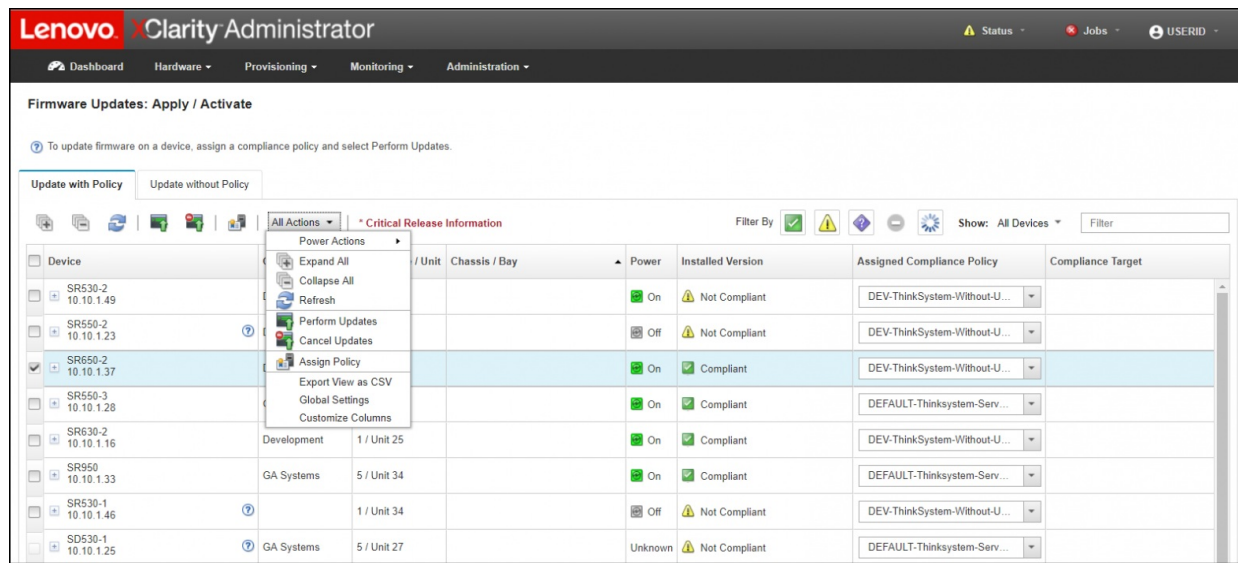 Lenovo. XClarity Administrator
Status
Jobs
USERID
Dashboard Hardware Provisioning Monitoring Administration
Firmware Updates: Apply / Activate
? To update firmware on a device, assign a compliance policy and select Perform Updates.
Update with Policy Update without Policy
All Actions * Critical Release Information Filter By Show: All Devices Filter
Power Actions
Expand All
Collapse All
Refresh
Perform Updates
Cancel Updates
Assign Policy
Export View as CSV
Global Settings
Customize Columns
Device / Unit Chassis / Bay Power Installed Version Assigned Compliance Policy Compliance Target
SR530-2
10.10.1.49
On Not Compliant DEV-ThinkSystem-Without-U...
SR550-2
10.10.1.23
? Off Not Compliant DEV-ThinkSystem-Without-U...
SR650-2
10.10.1.37
On Compliant DEV-ThinkSystem-Without-U...
SR550-3
10.10.1.28
On Compliant DEFAULT-Thinksystem-Serv...
SR630-2
10.10.1.16
Development 1 / Unit 25 On Compliant DEV-ThinkSystem-Without-U...
SR950
10.10.1.33
GA Systems 5 / Unit 34 On Compliant DEFAULT-Thinksystem-Serv...
SR530-1
10.10.1.46
? 1 / Unit 34 Off Not Compliant DEV-ThinkSystem-Without-U...
SD530-1
10.10.1.25
? GA Systems 5 / Unit 27 Unknown Not Compliant DEFAULT-Thinksystem-Serv...